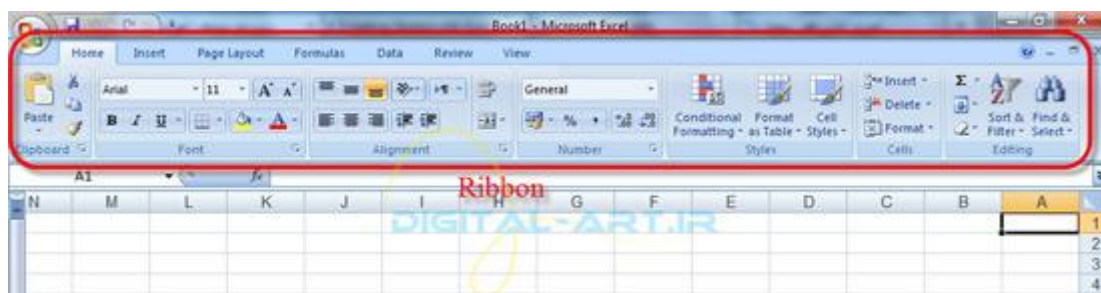 Book1 - Microsoft Excel
Home Insert Page Layout Formulas Data Review View
Arial 11 General Insert Σ
Paste B I U % Conditional Formatting Format as Table Cell Styles Delete Format Sort & Filter Find & Select
Clipboard Font Alignment Number Styles Cells Editing
A1 fx
Ribbon
N M L K J I H G F E D C B A
DIGITAL-ART.IR
1
2
3
4